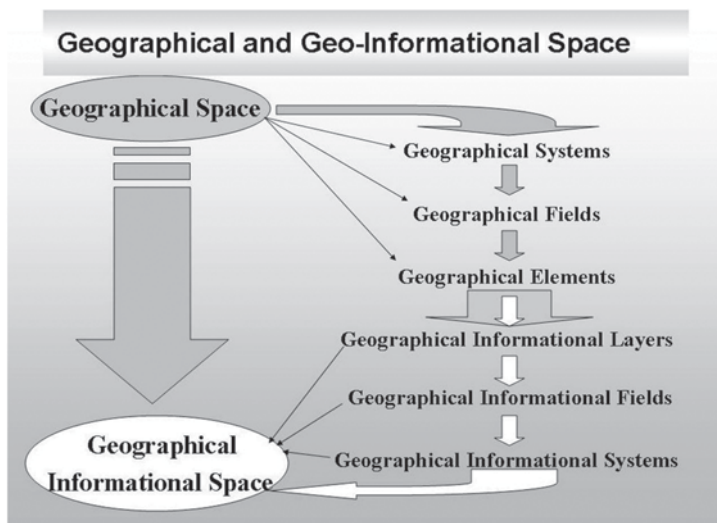 Geographical and Geo-Informational Space
Geographical Space
Geographical Systems
Geographical Fields
Geographical Elements
Geographical Informational Layers
Geographical Informational Fields
Geographical Informational Systems
Geographical
Informational Space